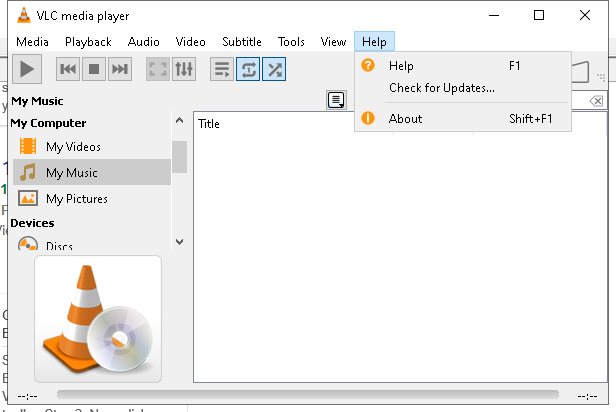 VLC media player
Media Playback Audio Video Subtitle Tools View Help
Help F1
Check for Updates...
About Shift+F1
My Music
My Computer
My Videos
My Music
My Pictures
Devices
Discs
Title
--:-- --:--